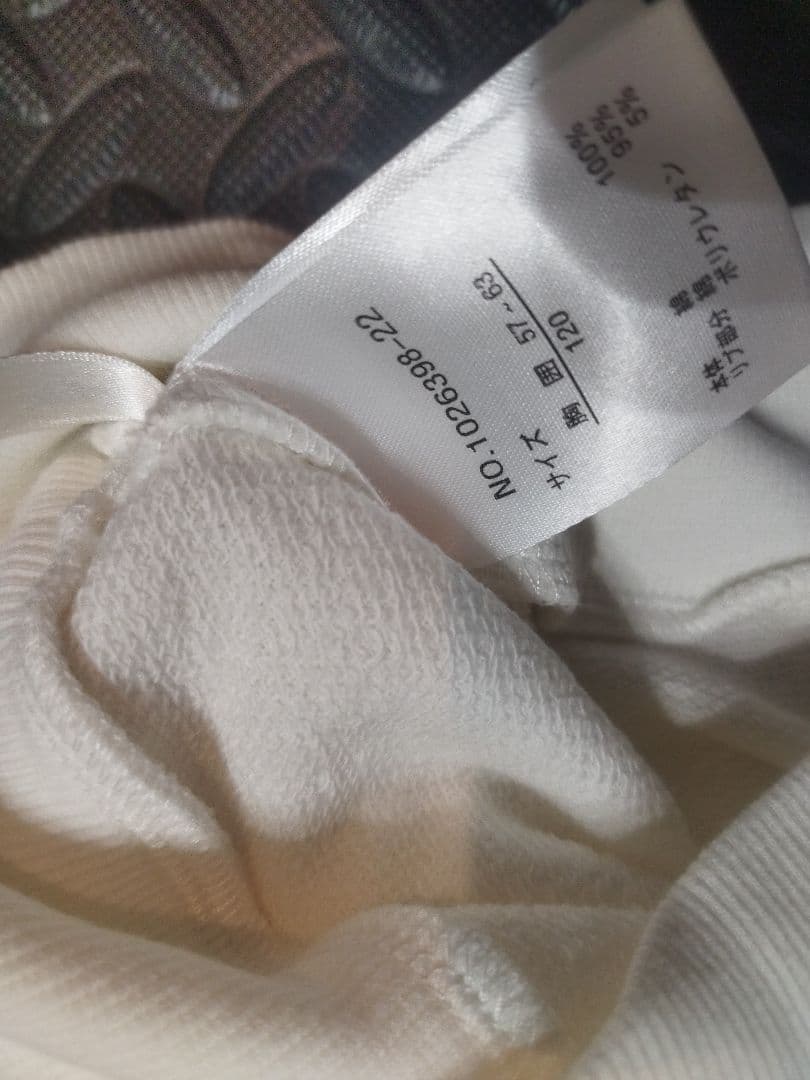 NO.1026398-22
サイズ
胸囲 57~63
120
本体 綿 100%
リブ部分 綿 95%
ポリウレタン 5%